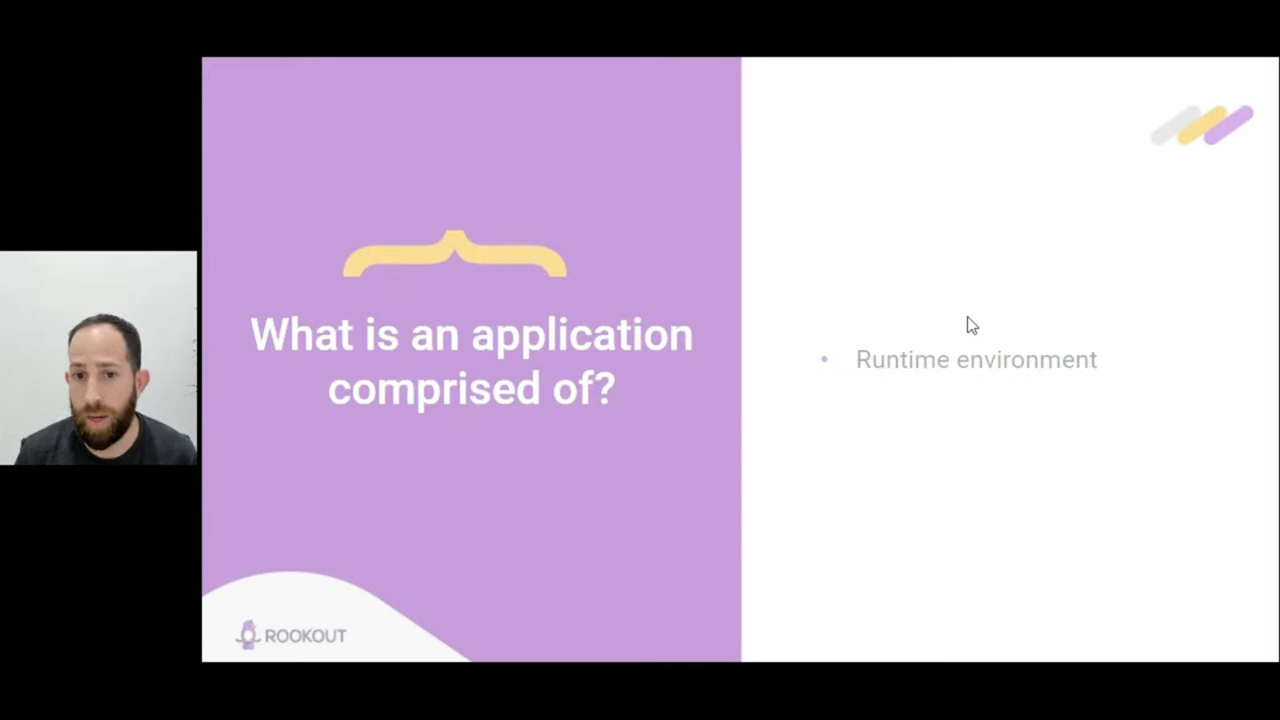 What is an application
comprised of?
• Runtime environment
ROOKOUT